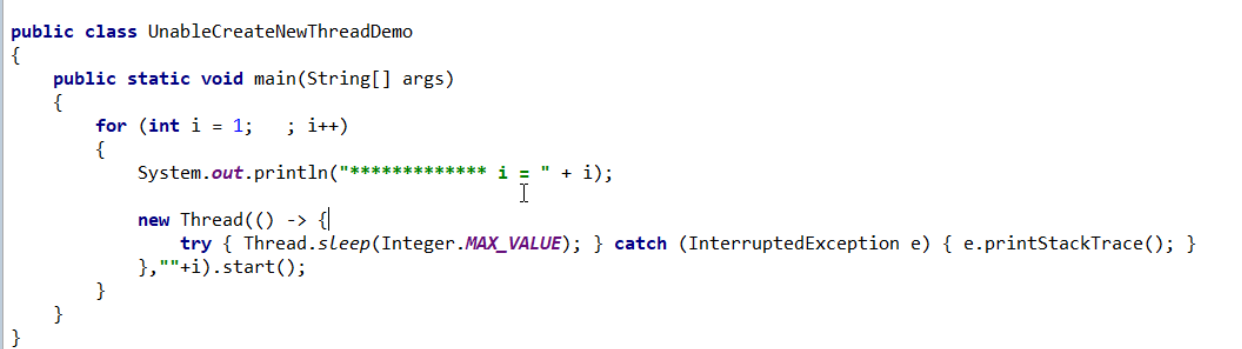 public class UnableCreateNewThreadDemo
{
    public static void main(String[] args)
    {
        for (int i = 1;   ; i++)
        {
            System.out.println("************* i = " + i);

            new Thread(() -> {
                try { Thread.sleep(Integer.MAX_VALUE); } catch (InterruptedException e) { e.printStackTrace(); }
            },""+i).start();
        }
    }
}